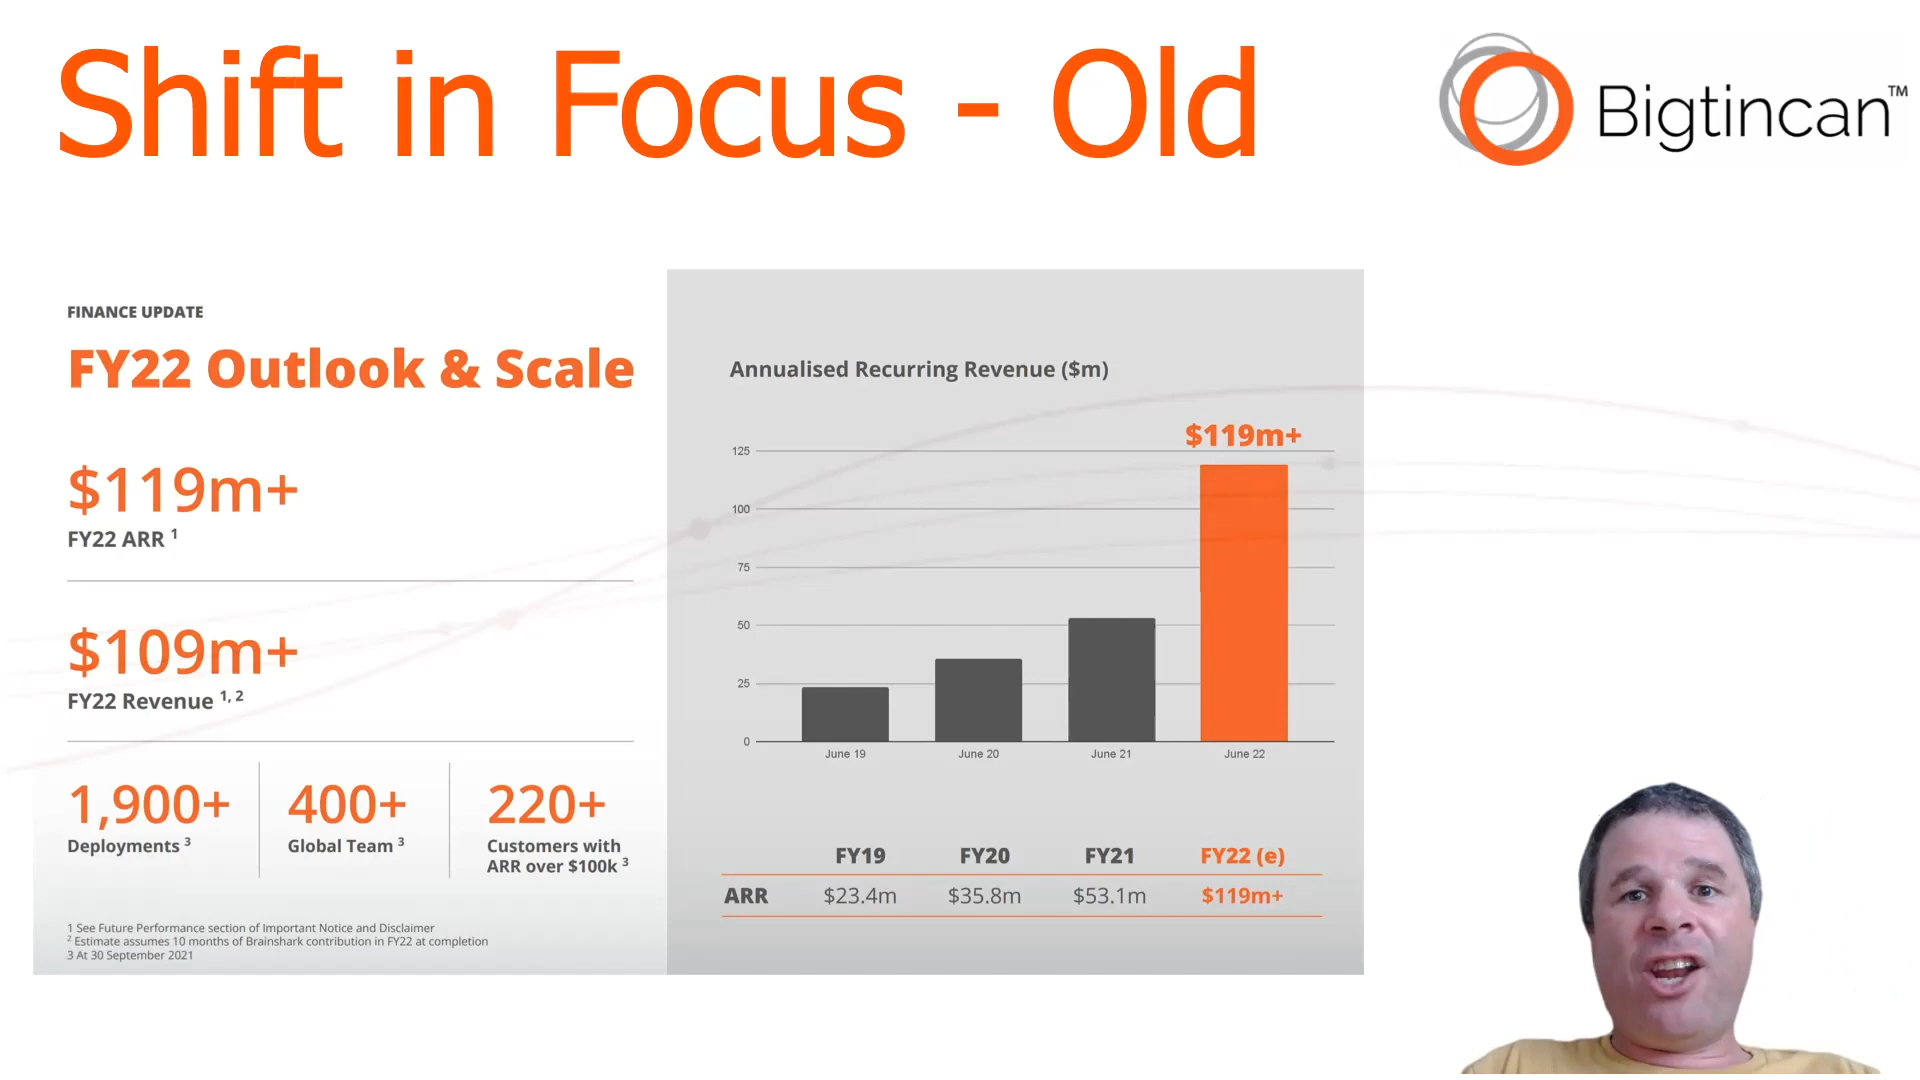 Shift in Focus - Old
Bigtincan™
FINANCE UPDATE
FY22 Outlook & Scale
$119m+
FY22 ARR 1
$109m+
FY22 Revenue 1, 2
1,900+
Deployments 3
400+
Global Team 3
220+
Customers with
ARR over $100k 3
1 See Future Performance section of Important Notice and Disclaimer
2 Estimate assumes 10 months of Brainshark contribution in FY22 at completion
3 At 30 September 2021
Annualised Recurring Revenue ($m)
$119m+
125
100
75
50
25
0
June 19 June 20 June 21 June 22
FY19 FY20 FY21 FY22 (e)
ARR $23.4m $35.8m $53.1m $119m+